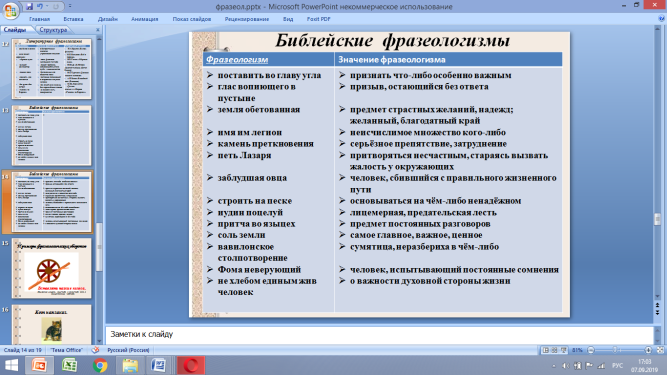 фразеол.pptx - Microsoft PowerPoint некоммерческое использование
Главная Вставка Дизайн Анимация Показ слайдов Рецензирование Вид Foxit PDF
Слайды Структура
12
13
14
15
16
Кот наплакал.
Библейские фразеологизмы
Фразеологизм Значение фразеологизма
поставить во главу угла признать что-либо особенно важным
глас вопиющего в призыв, остающийся без ответа
пустыне
земля обетованная предмет страстных желаний, надежд;
желанный, благодатный край
имя им легион неисчислимое множество кого-либо
камень преткновения серьёзное препятствие, затруднение
петь Лазаря притворяться несчастным, стараясь вызвать
жалость у окружающих
заблудшая овца человек, сбившийся с правильного жизненного
пути
строить на песке основываться на чём-либо ненадёжном
иудин поцелуй лицемерная, предательская лесть
притча во языцех предмет постоянных разговоров
соль земли самое главное, важное, ценное
вавилонское сумятица, неразбериха в чём-либо
столпотворение
Фома неверующий человек, испытывающий постоянные сомнения
не хлебом единым жив о важности духовной стороны жизни
человек
Заметки к слайду
Слайд 14 из 19 "Тема Office" Русский (Россия) 81%
РУС
17:03
07.09.2019